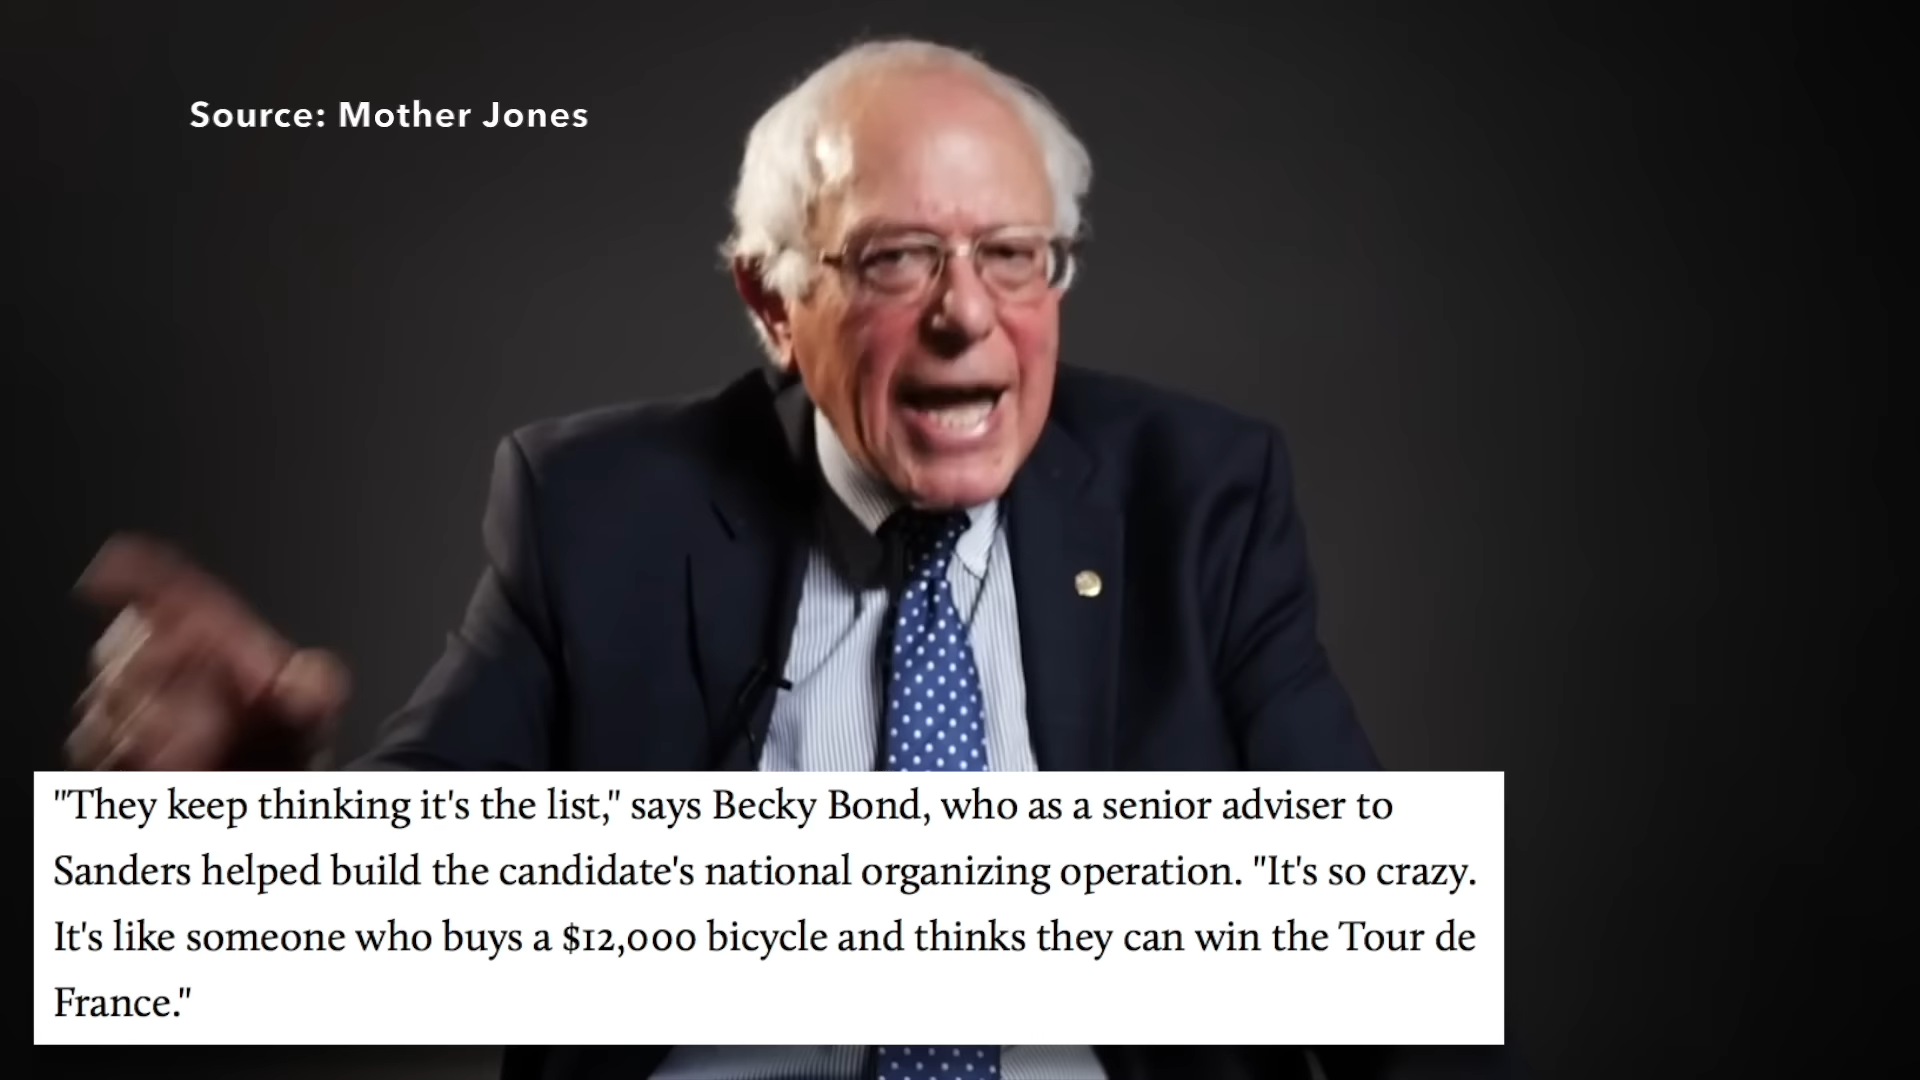 Source: Mother Jones
"They keep thinking it's the list," says Becky Bond, who as a senior adviser to
Sanders helped build the candidate's national organizing operation. "It's so crazy.
It's like someone who buys a $12,000 bicycle and thinks they can win the Tour de
France."